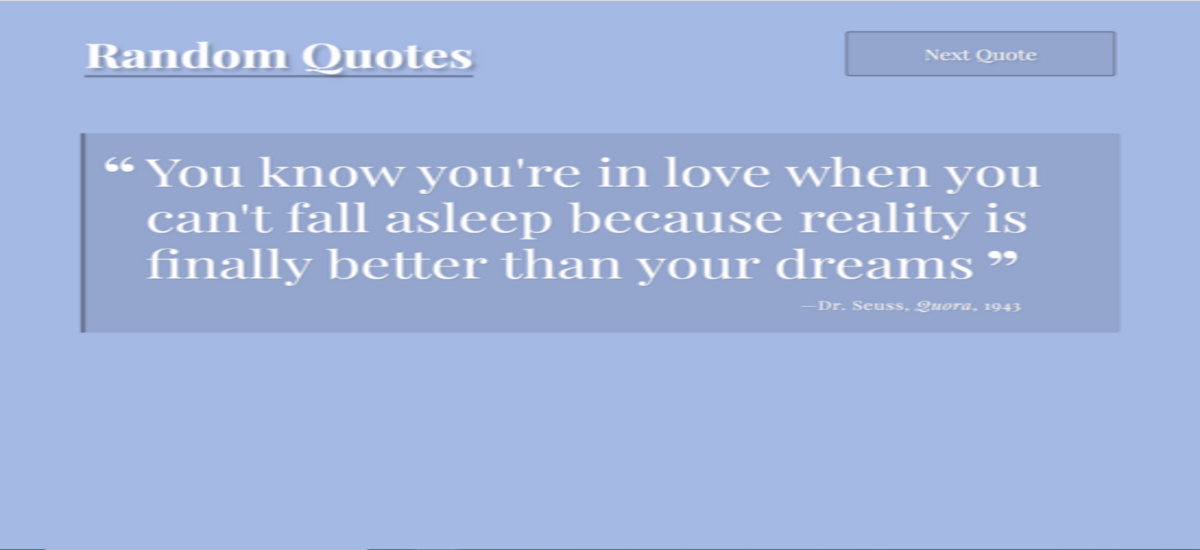 Random Quotes
Next Quote
“ You know you're in love when you
can't fall asleep because reality is
finally better than your dreams ”
—Dr. Seuss, Quora, 1943